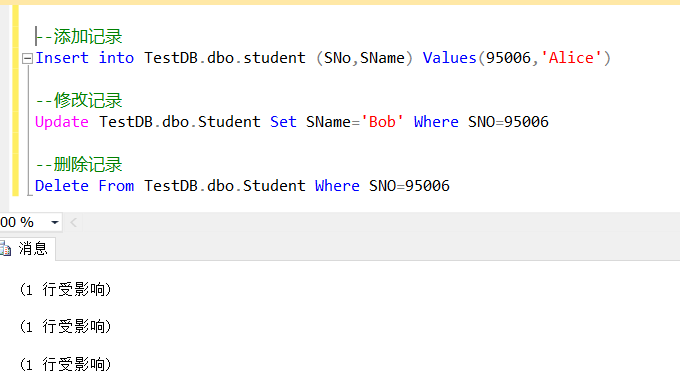 --添加记录
Insert into TestDB.dbo.student (SNo,SName) Values(95006,'Alice')
--修改记录
Update TestDB.dbo.Student Set SName='Bob' Where SNO=95006
--删除记录
Delete From TestDB.dbo.Student Where SNO=95006
00 %
消息
(1 行受影响)
(1 行受影响)
(1 行受影响)